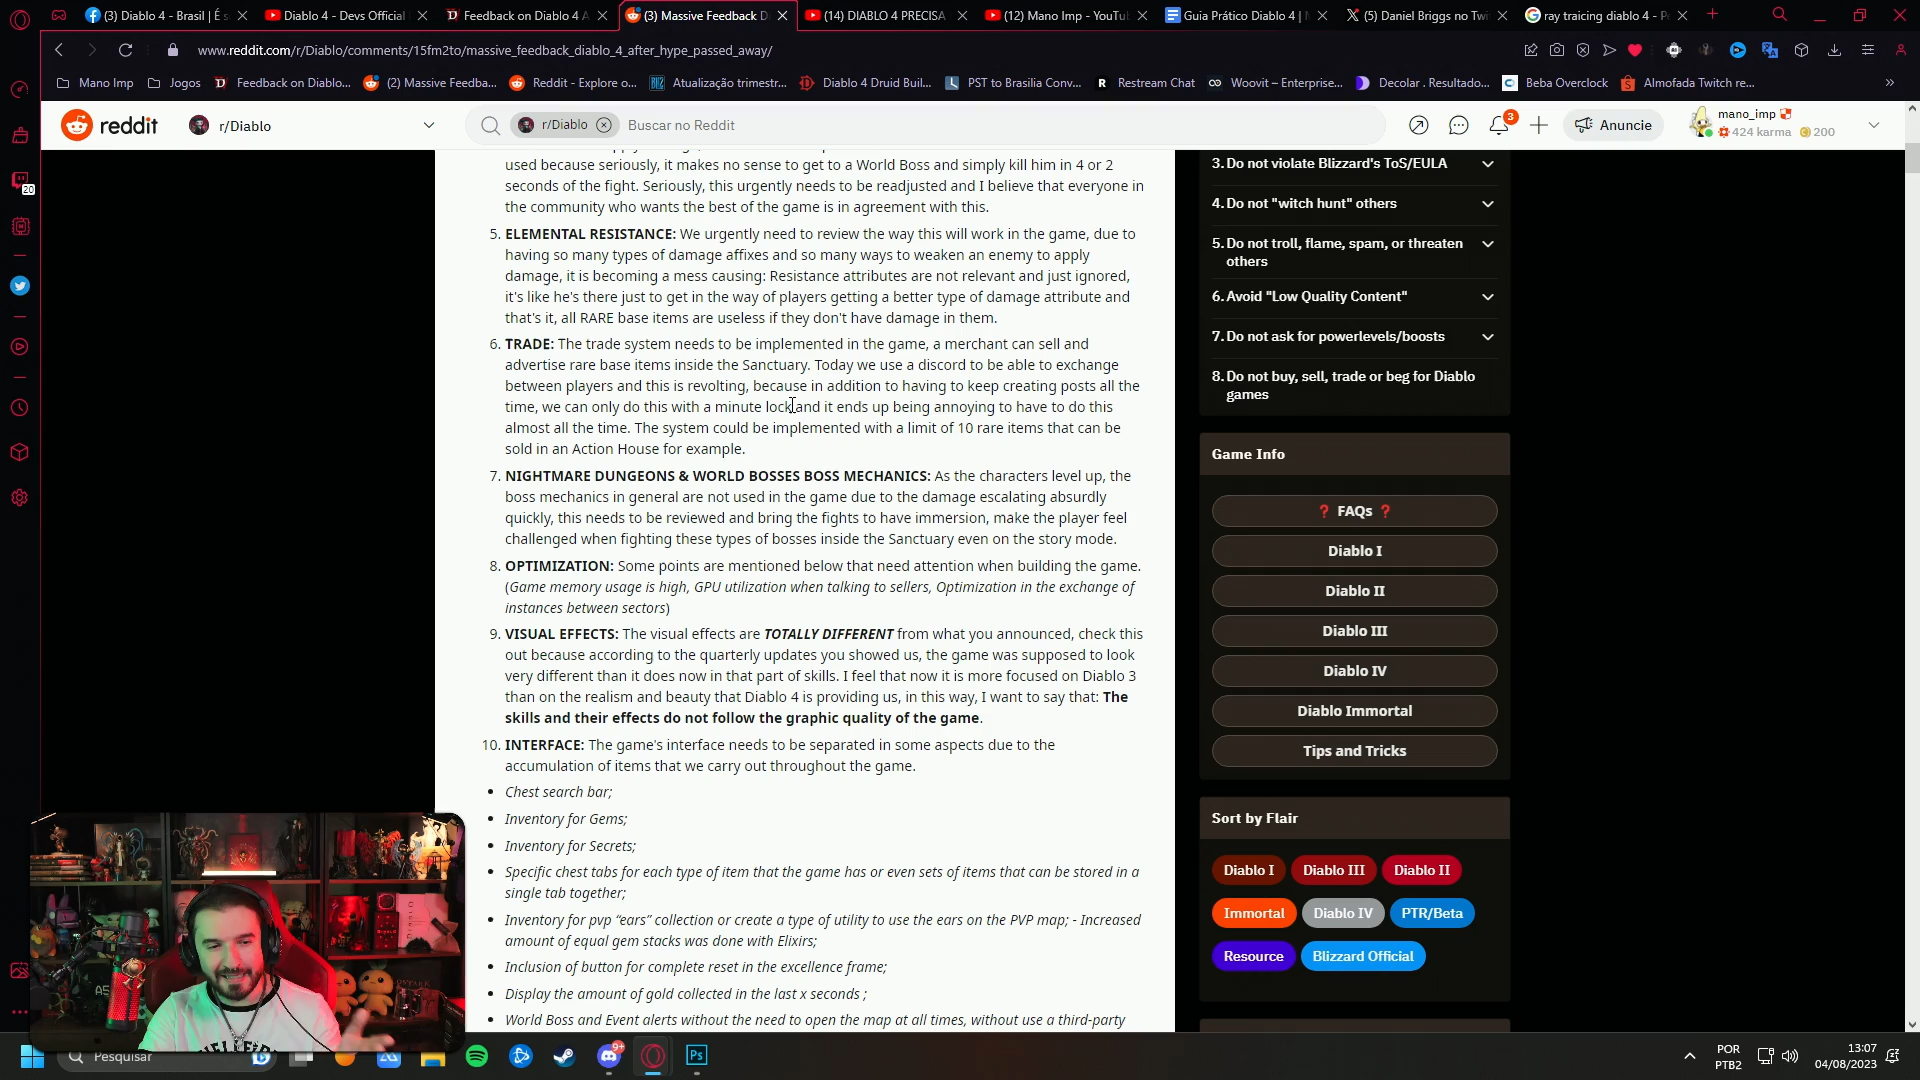 (3) Diablo 4 - Brasil | É s
Diablo 4 - Devs Official
Feedback on Diablo 4 A
(3) Massive Feedback D
(14) DIABLO 4 PRECISA
(12) Mano Imp - YouTu
Guia Prático Diablo 4 |
(5) Daniel Briggs no Twi
ray traicing diablo 4 - P
www.reddit.com/r/Diablo/comments/15fm2to/massive_feedback_diablo_4_after_hype_passed_away/
Mano Imp
Jogos
Feedback on Diablo...
(2) Massive Feedba...
Reddit - Explore o...
Atualização trimestr...
Diablo 4 Druid Buil...
PST to Brasilia Conv...
Restream Chat
Woovit – Enterprise...
Decolar . Resultado...
Beba Overclock
Almofada Twitch re...
reddit
r/Diablo
r/Diablo
Buscar no Reddit
3
Anuncie
mano_imp
424 karma
200
20
used because seriously, it makes no sense to get to a World Boss and simply kill him in 4 or 2
seconds of the fight. Seriously, this urgently needs to be readjusted and I believe that everyone in
the community who wants the best of the game is in agreement with this.
5. ELEMENTAL RESISTANCE: We urgently need to review the way this will work in the game, due to
having so many types of damage affixes and so many ways to weaken an enemy to apply
damage, it is becoming a mess causing: Resistance attributes are not relevant and just ignored,
it's like he's there just to get in the way of players getting a better type of damage attribute and
that's it, all RARE base items are useless if they don't have damage in them.
6. TRADE: The trade system needs to be implemented in the game, a merchant can sell and
advertise rare base items inside the Sanctuary. Today we use a discord to be able to exchange
between players and this is revolting, because in addition to having to keep creating posts all the
time, we can only do this with a minute lock and it ends up being annoying to have to do this
almost all the time. The system could be implemented with a limit of 10 rare items that can be
sold in an Action House for example.
7. NIGHTMARE DUNGEONS & WORLD BOSSES BOSS MECHANICS: As the characters level up, the
boss mechanics in general are not used in the game due to the damage escalating absurdly
quickly, this needs to be reviewed and bring the fights to have immersion, make the player feel
challenged when fighting these types of bosses inside the Sanctuary even on the story mode.
8. OPTIMIZATION: Some points are mentioned below that need attention when building the game.
(Game memory usage is high, GPU utilization when talking to sellers, Optimization in the exchange of
instances between sectors)
9. VISUAL EFFECTS: The visual effects are TOTALLY DIFFERENT from what you announced, check this
out because according to the quarterly updates you showed us, the game was supposed to look
very different than it does now in that part of skills. I feel that now it is more focused on Diablo 3
than on the realism and beauty that Diablo 4 is providing us, in this way, I want to say that: The
skills and their effects do not follow the graphic quality of the game.
10. INTERFACE: The game's interface needs to be separated in some aspects due to the
accumulation of items that we carry out throughout the game.
• Chest search bar;
• Inventory for Gems;
• Inventory for Secrets;
• Specific chest tabs for each type of item that the game has or even sets of items that can be stored in a
single tab together;
• Inventory for pvp “ears” collection or create a type of utility to use the ears on the PVP map; - Increased
amount of equal gem stacks was done with Elixirs;
• Inclusion of button for complete reset in the excellence frame;
• Display the amount of gold collected in the last x seconds ;
• World Boss and Event alerts without the need to open the map at all times, without use a third-party
3. Do not violate Blizzard's ToS/EULA
4. Do not "witch hunt" others
5. Do not troll, flame, spam, or threaten
others
6. Avoid "Low Quality Content"
7. Do not ask for powerlevels/boosts
8. Do not buy, sell, trade or beg for Diablo
games
Game Info
❓ FAQs ❓
Diablo I
Diablo II
Diablo III
Diablo IV
Diablo Immortal
Tips and Tricks
Sort by Flair
Diablo I
Diablo III
Diablo II
Immortal
Diablo IV
PTR/Beta
Resource
Blizzard Official
Pesquisar
9+
Ps
POR
PTB2
13:07
04/08/2023